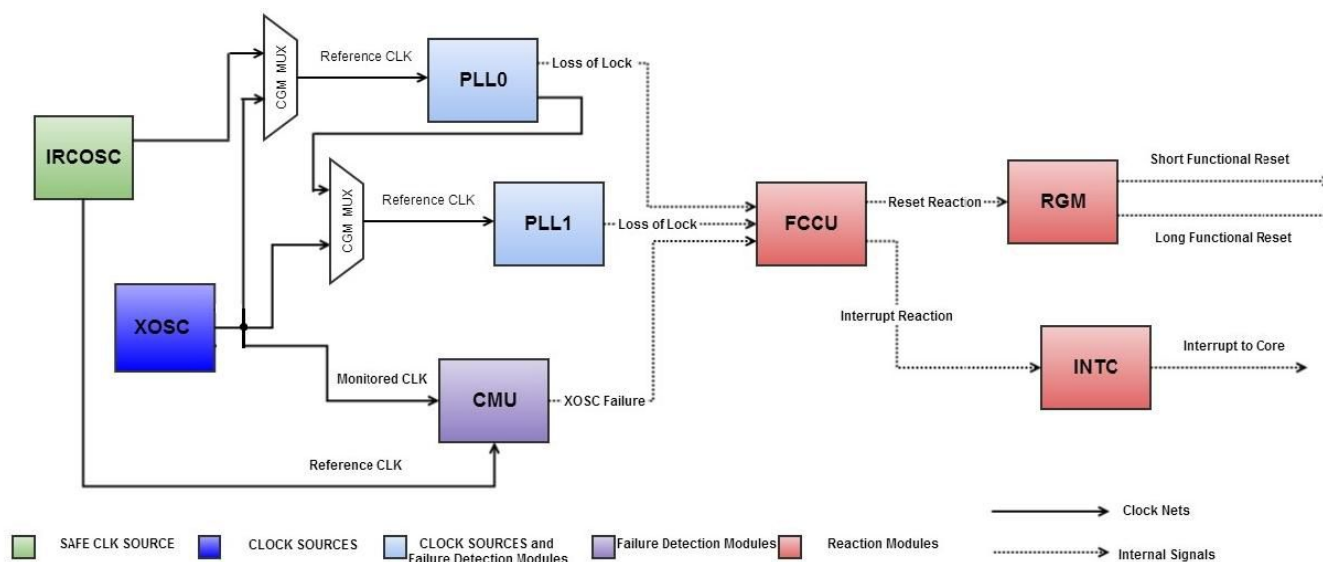 CGM MUX
Reference CLK
PLL0
Loss of Lock
IRCOSC
CGM MUX
Reference CLK
PLL1
Loss of Lock
FCCU
Reset Reaction
RGM
Short Functional Reset
Long Functional Reset
XOSC
Monitored CLK
CMU
XOSC Failure
Interrupt Reaction
INTC
Interrupt to Core
Reference CLK
Clock Nets
Internal Signals
SAFE CLK SOURCE
CLOCK SOURCES
CLOCK SOURCES and
Failure Detection Modules
Failure Detection Modules
Reaction Modules